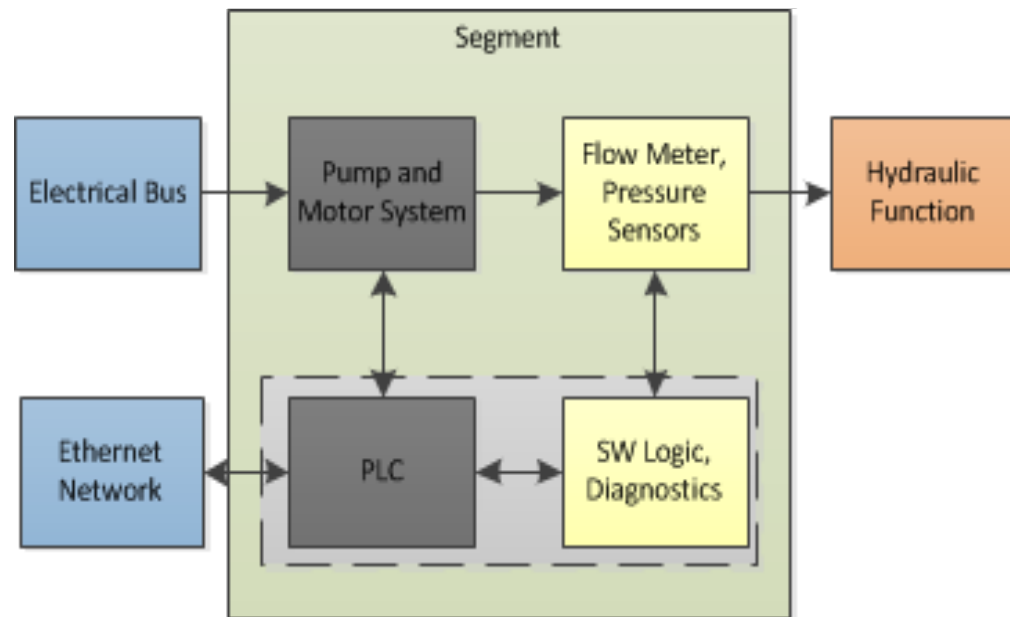 Segment
Electrical Bus
Pump and
Motor System
Flow Meter,
Pressure
Sensors
Hydraulic
Function
Ethernet
Network
PLC
SW Logic,
Diagnostics